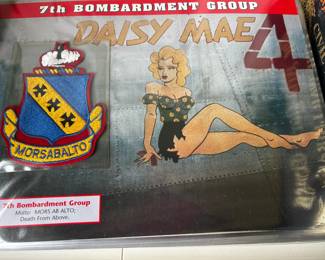 7th BOMBARDMENT GROUP
DAISY MAE
4
MORSABALTO
7th Bombardment Group
Motto: MORS AB ALTO;
Death From Above.